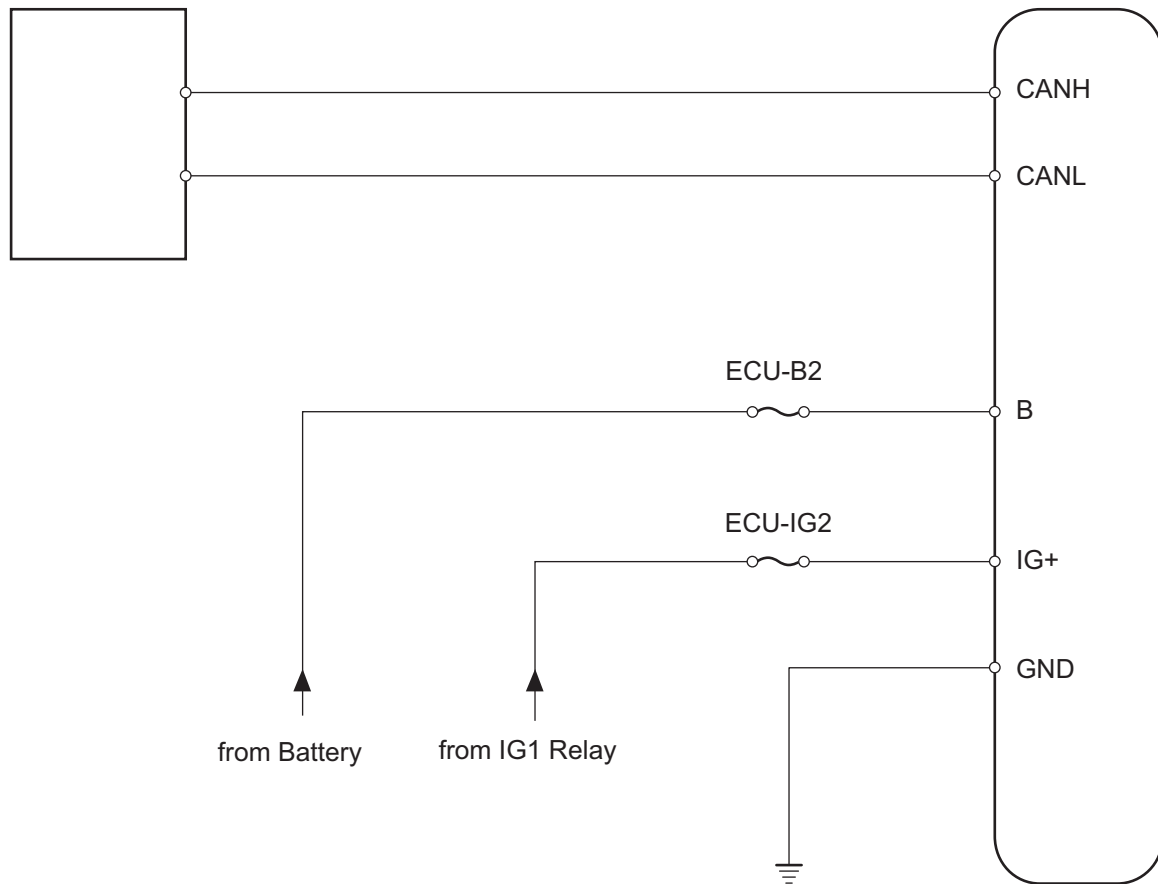 CANH
CANL
ECU-B2
B
ECU-IG2
IG+
GND
from Battery
from IG1 Relay